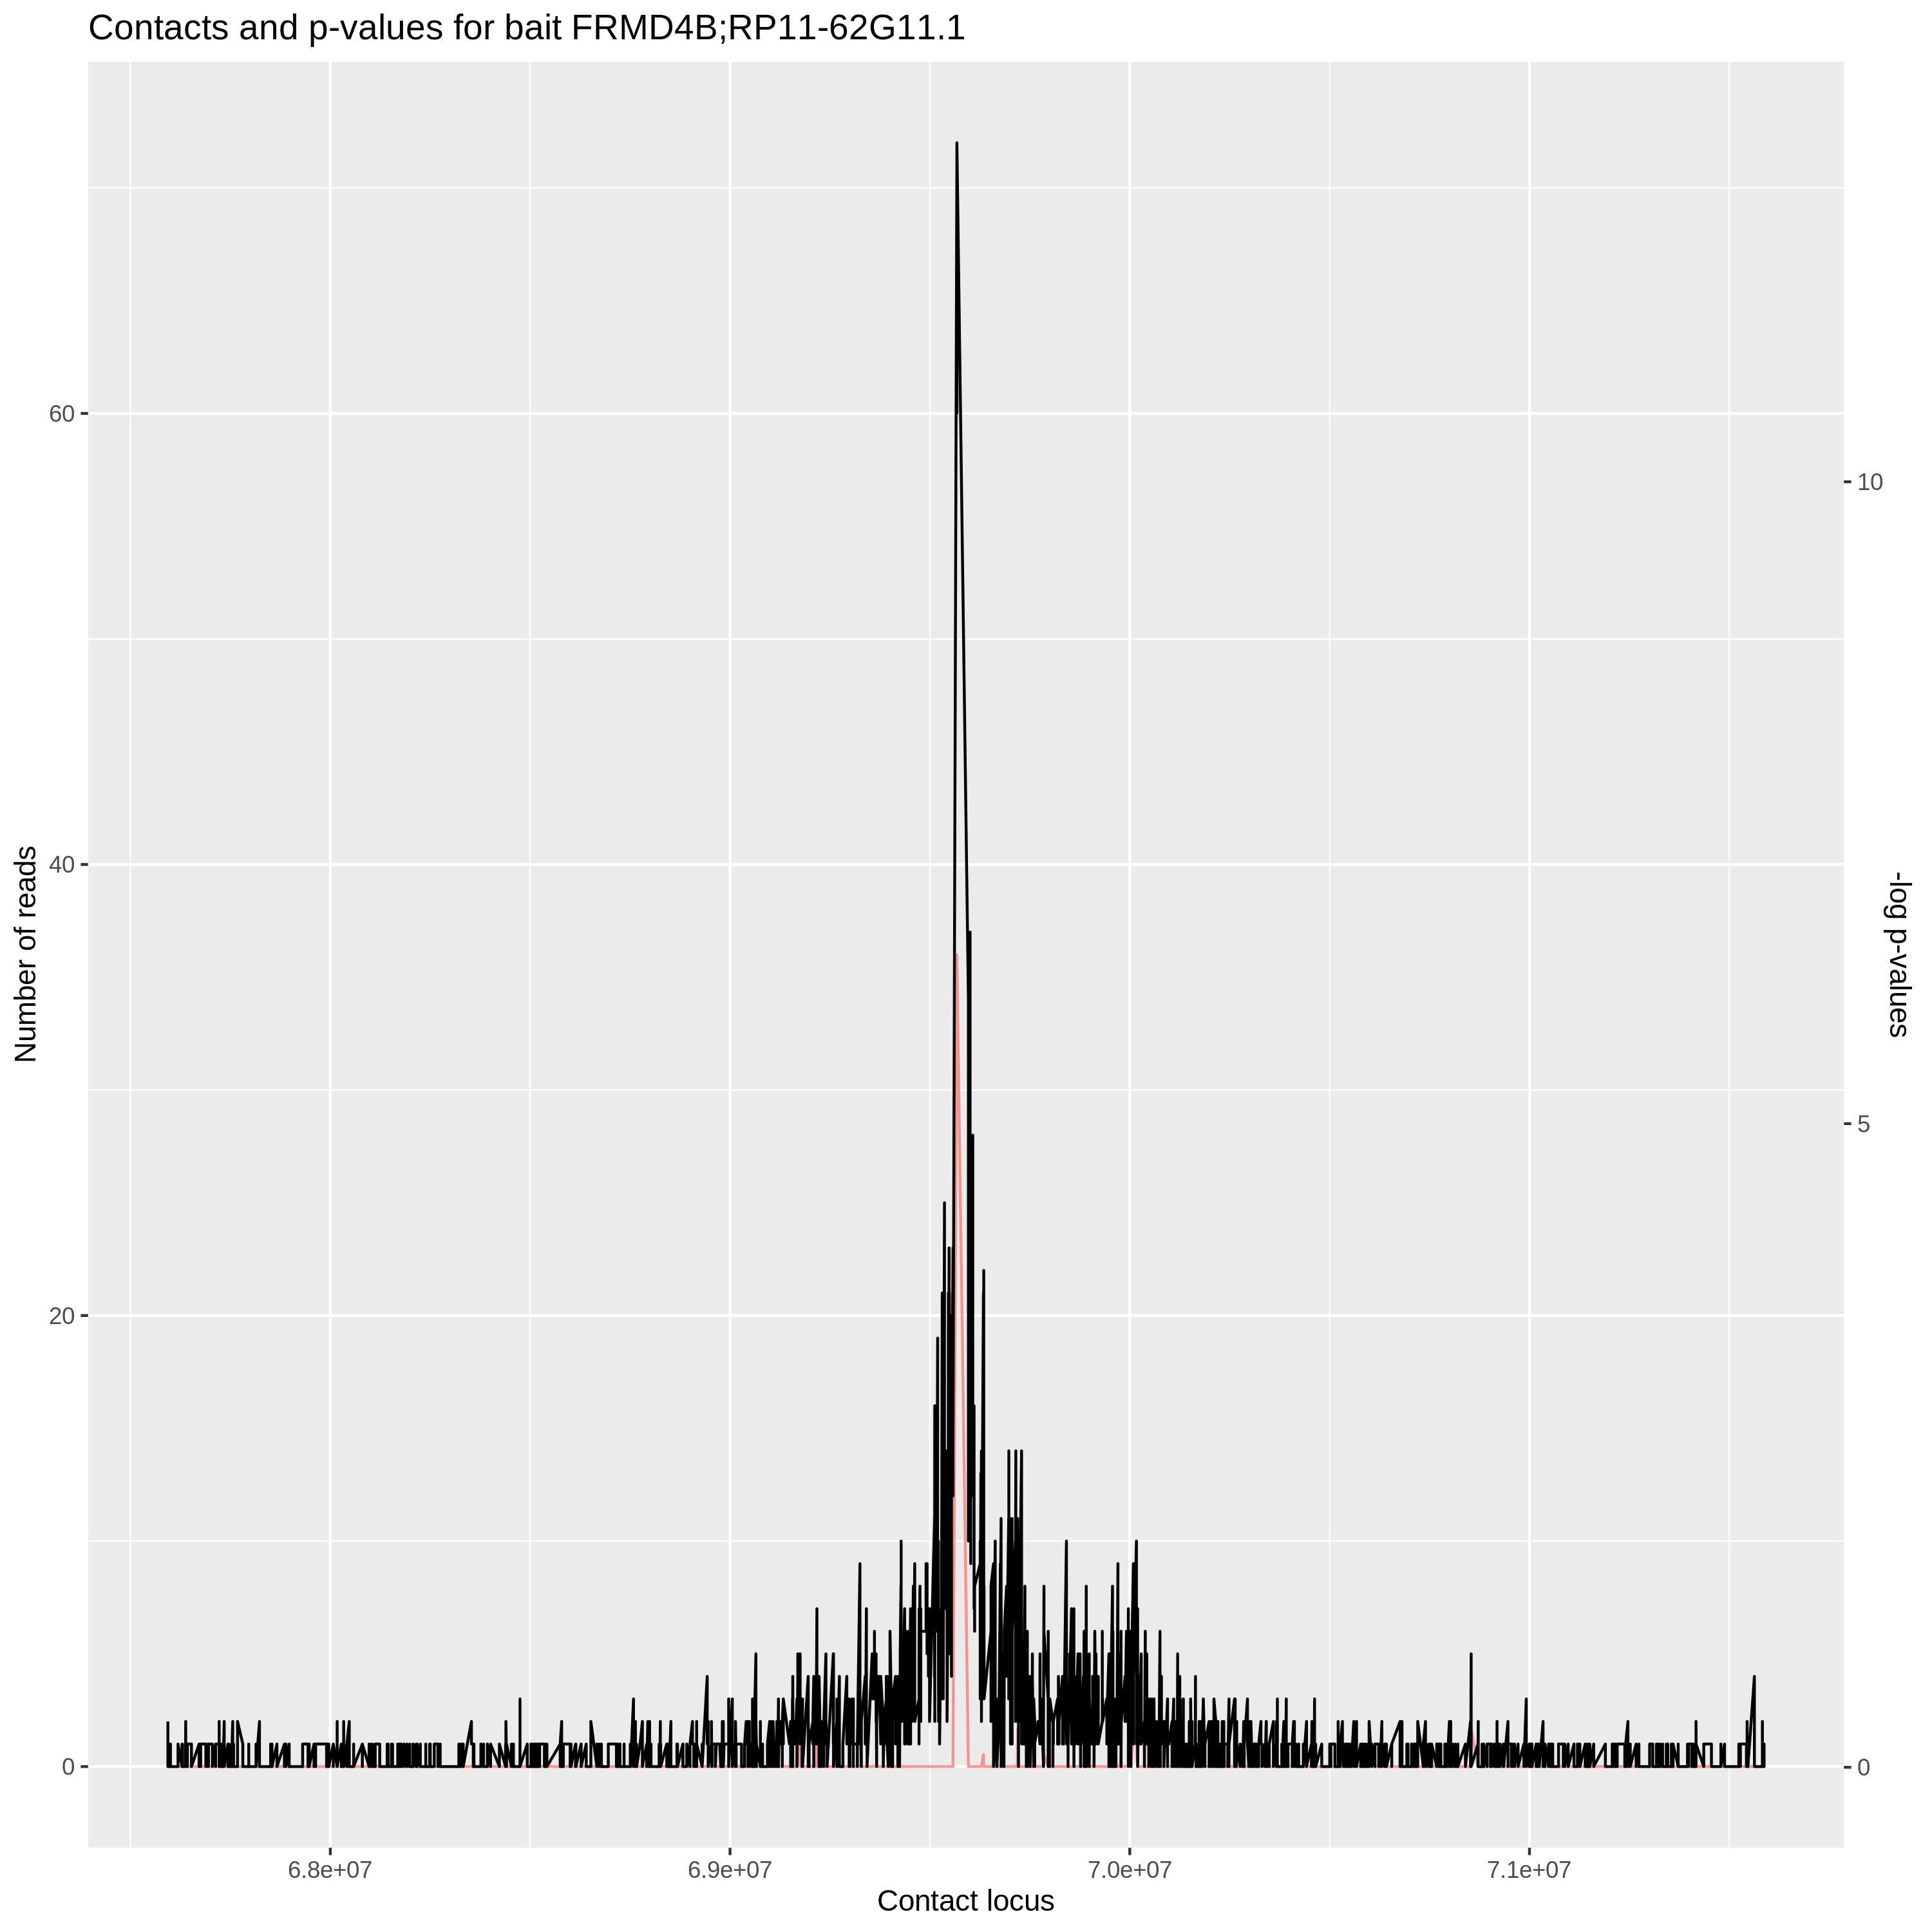 Contacts and p-values for bait FRMD4B;RP11-62G11.1
Number of reads
60
40
20
0
10
5
0
-log p-values
6.8e+07
6.9e+07
7.0e+07
7.1e+07
Contact locus